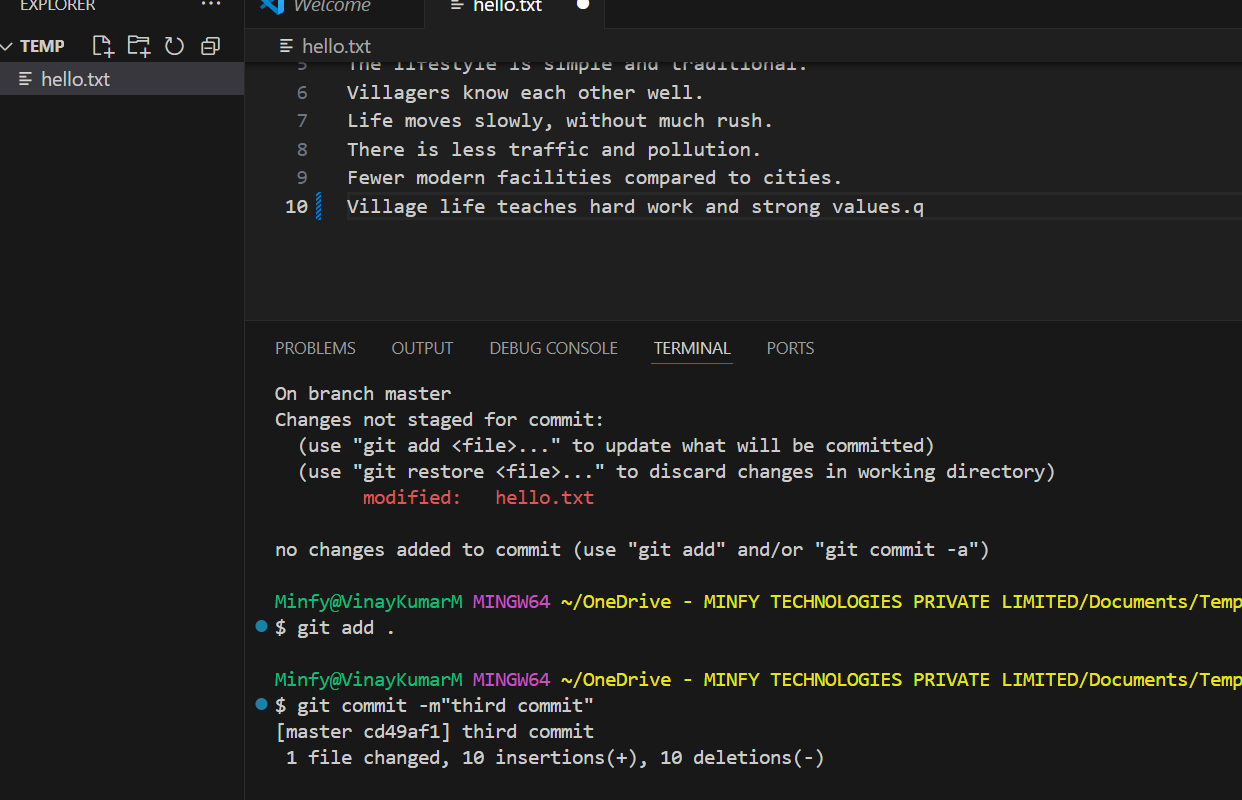 EXPLORER
...
Welcome
hello.txt
TEMP
hello.txt
hello.txt
5 The lifestyle is simple and traditional.
6 Villagers know each other well.
7 Life moves slowly, without much rush.
8 There is less traffic and pollution.
9 Fewer modern facilities compared to cities.
10 Village life teaches hard work and strong values.q
PROBLEMS OUTPUT DEBUG CONSOLE TERMINAL PORTS
On branch master
Changes not staged for commit:
  (use "git add <file>..." to update what will be committed)
  (use "git restore <file>..." to discard changes in working directory)
        modified:   hello.txt
no changes added to commit (use "git add" and/or "git commit -a")
Minfy@VinayKumarM MINGW64 ~/OneDrive - MINFY TECHNOLOGIES PRIVATE LIMITED/Documents/Temp
$ git add .
Minfy@VinayKumarM MINGW64 ~/OneDrive - MINFY TECHNOLOGIES PRIVATE LIMITED/Documents/Temp
$ git commit -m"third commit"
[master cd49af1] third commit
 1 file changed, 10 insertions(+), 10 deletions(-)